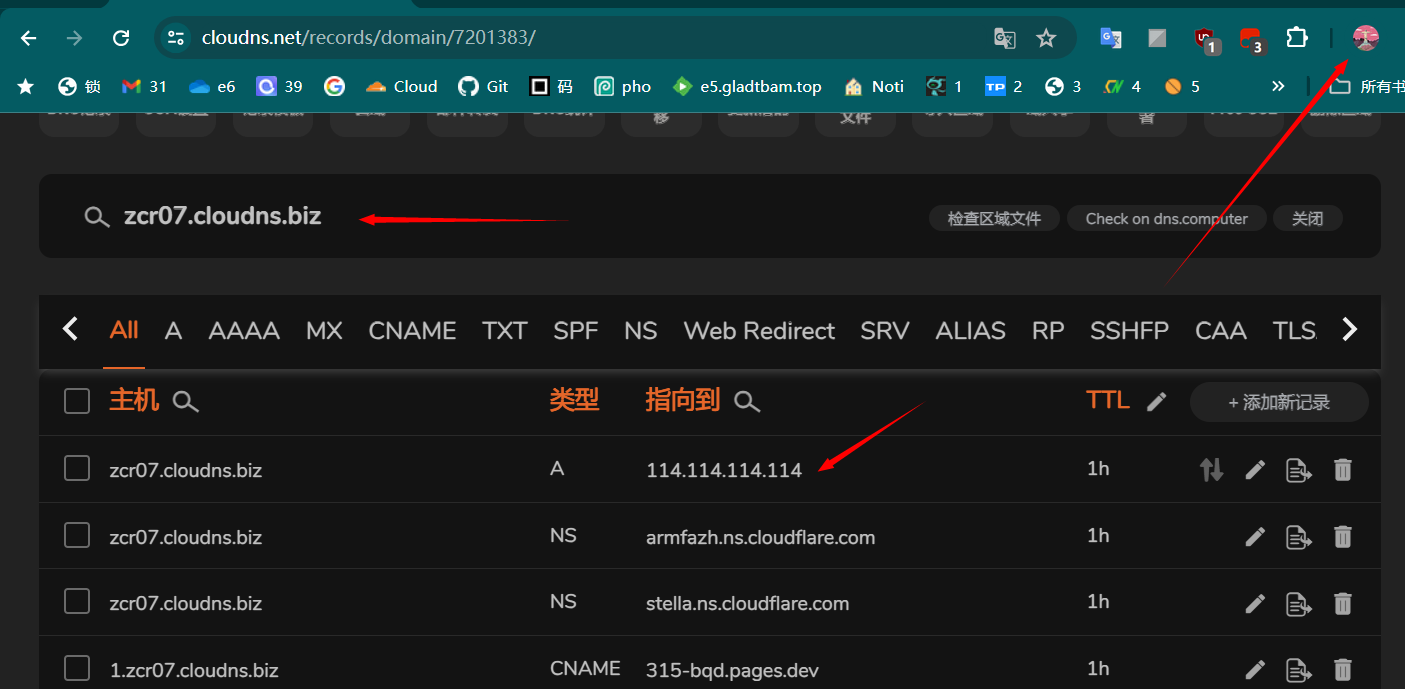 cloudns.net/records/domain/7201383/
1
3
锁 31 e6 39 Cloud Git 码 pho e5.gladtbam.top Noti 1 TP 2 3 4 5 » 所有书
移 文件 署
zcr07.cloudns.biz 检查区域文件 Check on dns.computer 关闭
All A AAAA MX CNAME TXT SPF NS Web Redirect SRV ALIAS RP SSHFP CAA TLS
主机 类型 指向到 TTL + 添加新记录
zcr07.cloudns.biz A 114.114.114.114 1h
zcr07.cloudns.biz NS armfazh.ns.cloudflare.com 1h
zcr07.cloudns.biz NS stella.ns.cloudflare.com 1h
1.zcr07.cloudns.biz CNAME 315-bqd.pages.dev 1h